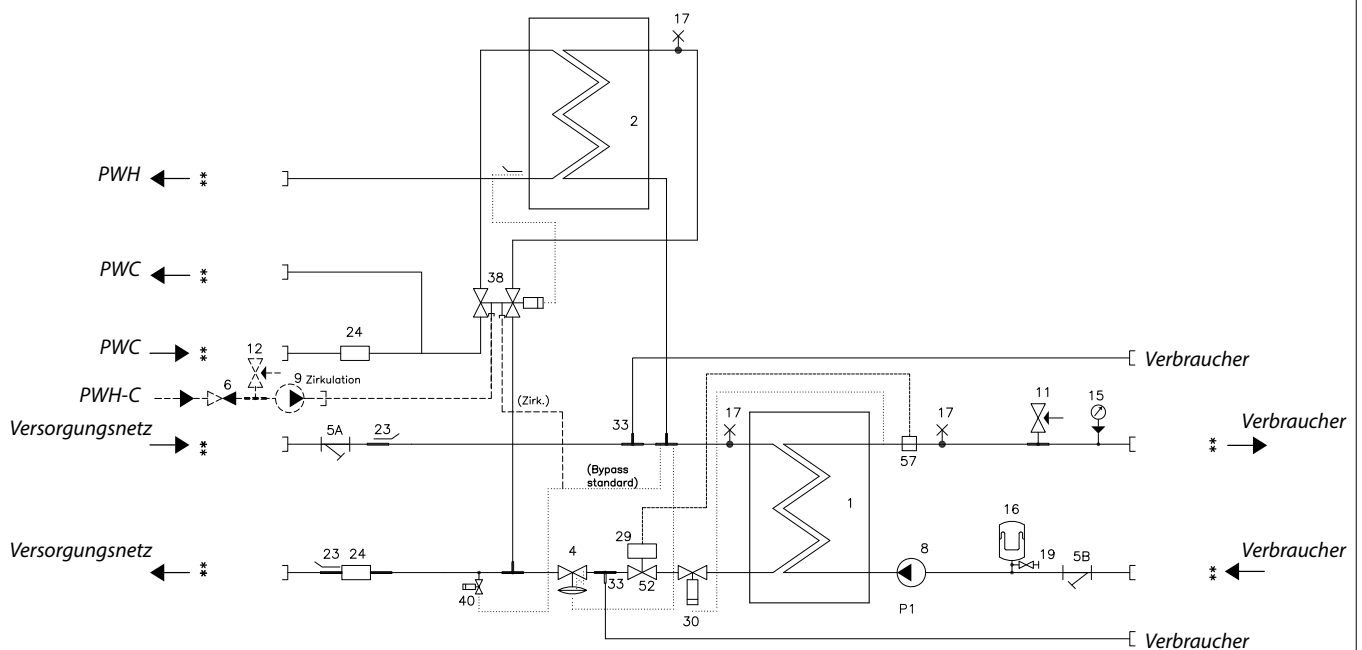 17
2
PWH
**
PWC
**
38
PWC
**
24
12
Verbraucher
6
9 Zirkulation
PWH-C
(Zirk.)
11
15
Versorgungsnetz
**
5A
23
33
17
17
**
Verbraucher
57
(Bypass
standard)
1
16
Versorgungsnetz
**
23
24
4
29
8
19
5B
**
Verbraucher
40
33
52
30
P1
Verbraucher